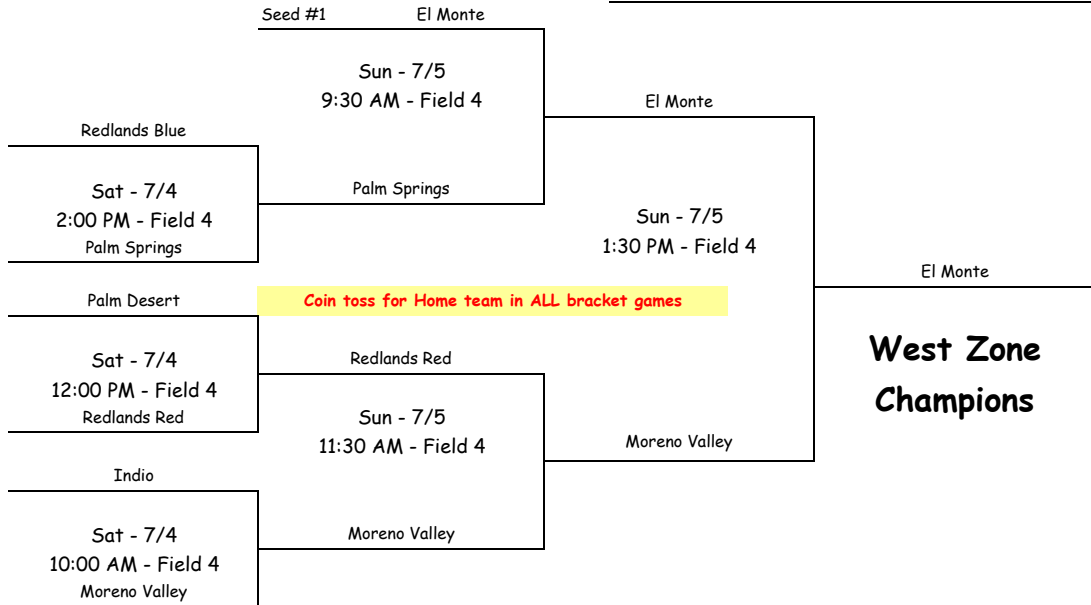 Seed #1 El Monte
Sun - 7/5
9:30 AM - Field 4
El Monte
Redlands Blue
Sat - 7/4
2:00 PM - Field 4
Palm Springs
Palm Springs
Sun - 7/5
1:30 PM - Field 4
El Monte
Palm Desert
Coin toss for Home team in ALL bracket games
West Zone
Champions
Sat - 7/4
12:00 PM - Field 4
Redlands Red
Redlands Red
Sun - 7/5
11:30 AM - Field 4
Moreno Valley
Indio
Sat - 7/4
10:00 AM - Field 4
Moreno Valley
Moreno Valley